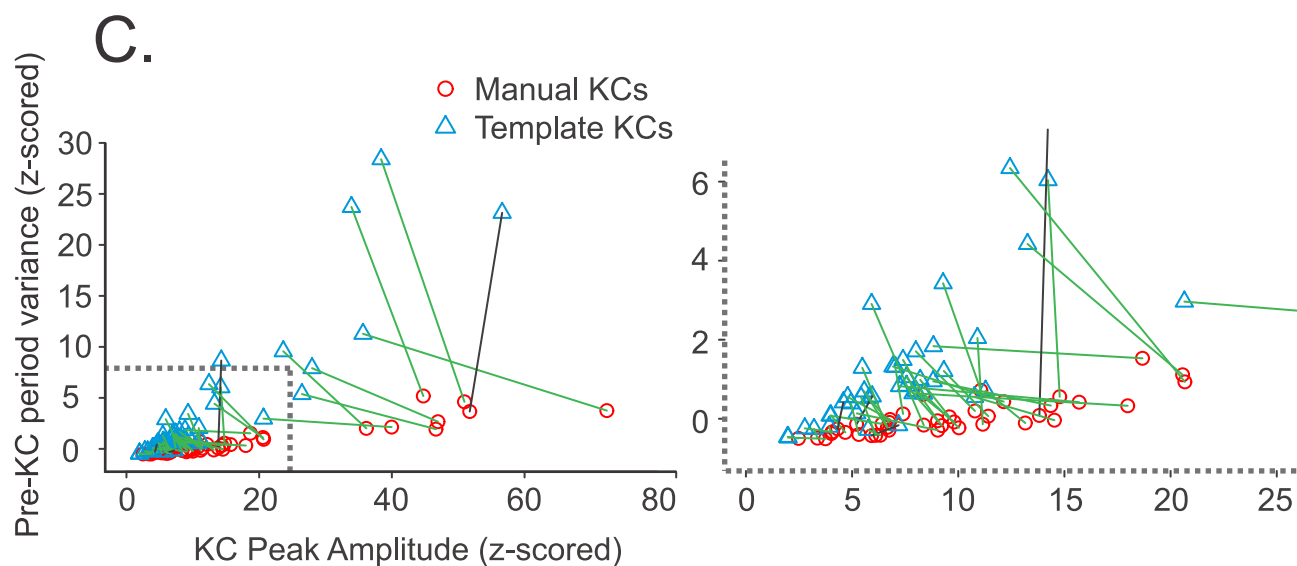 C.
Manual KCs
Template KCs
Pre-KC period variance (z-scored)
30
25
20
15
10
5
0
0 20 40 60 80
KC Peak Amplitude (z-scored)
6
4
2
0
0 5 10 15 20 25